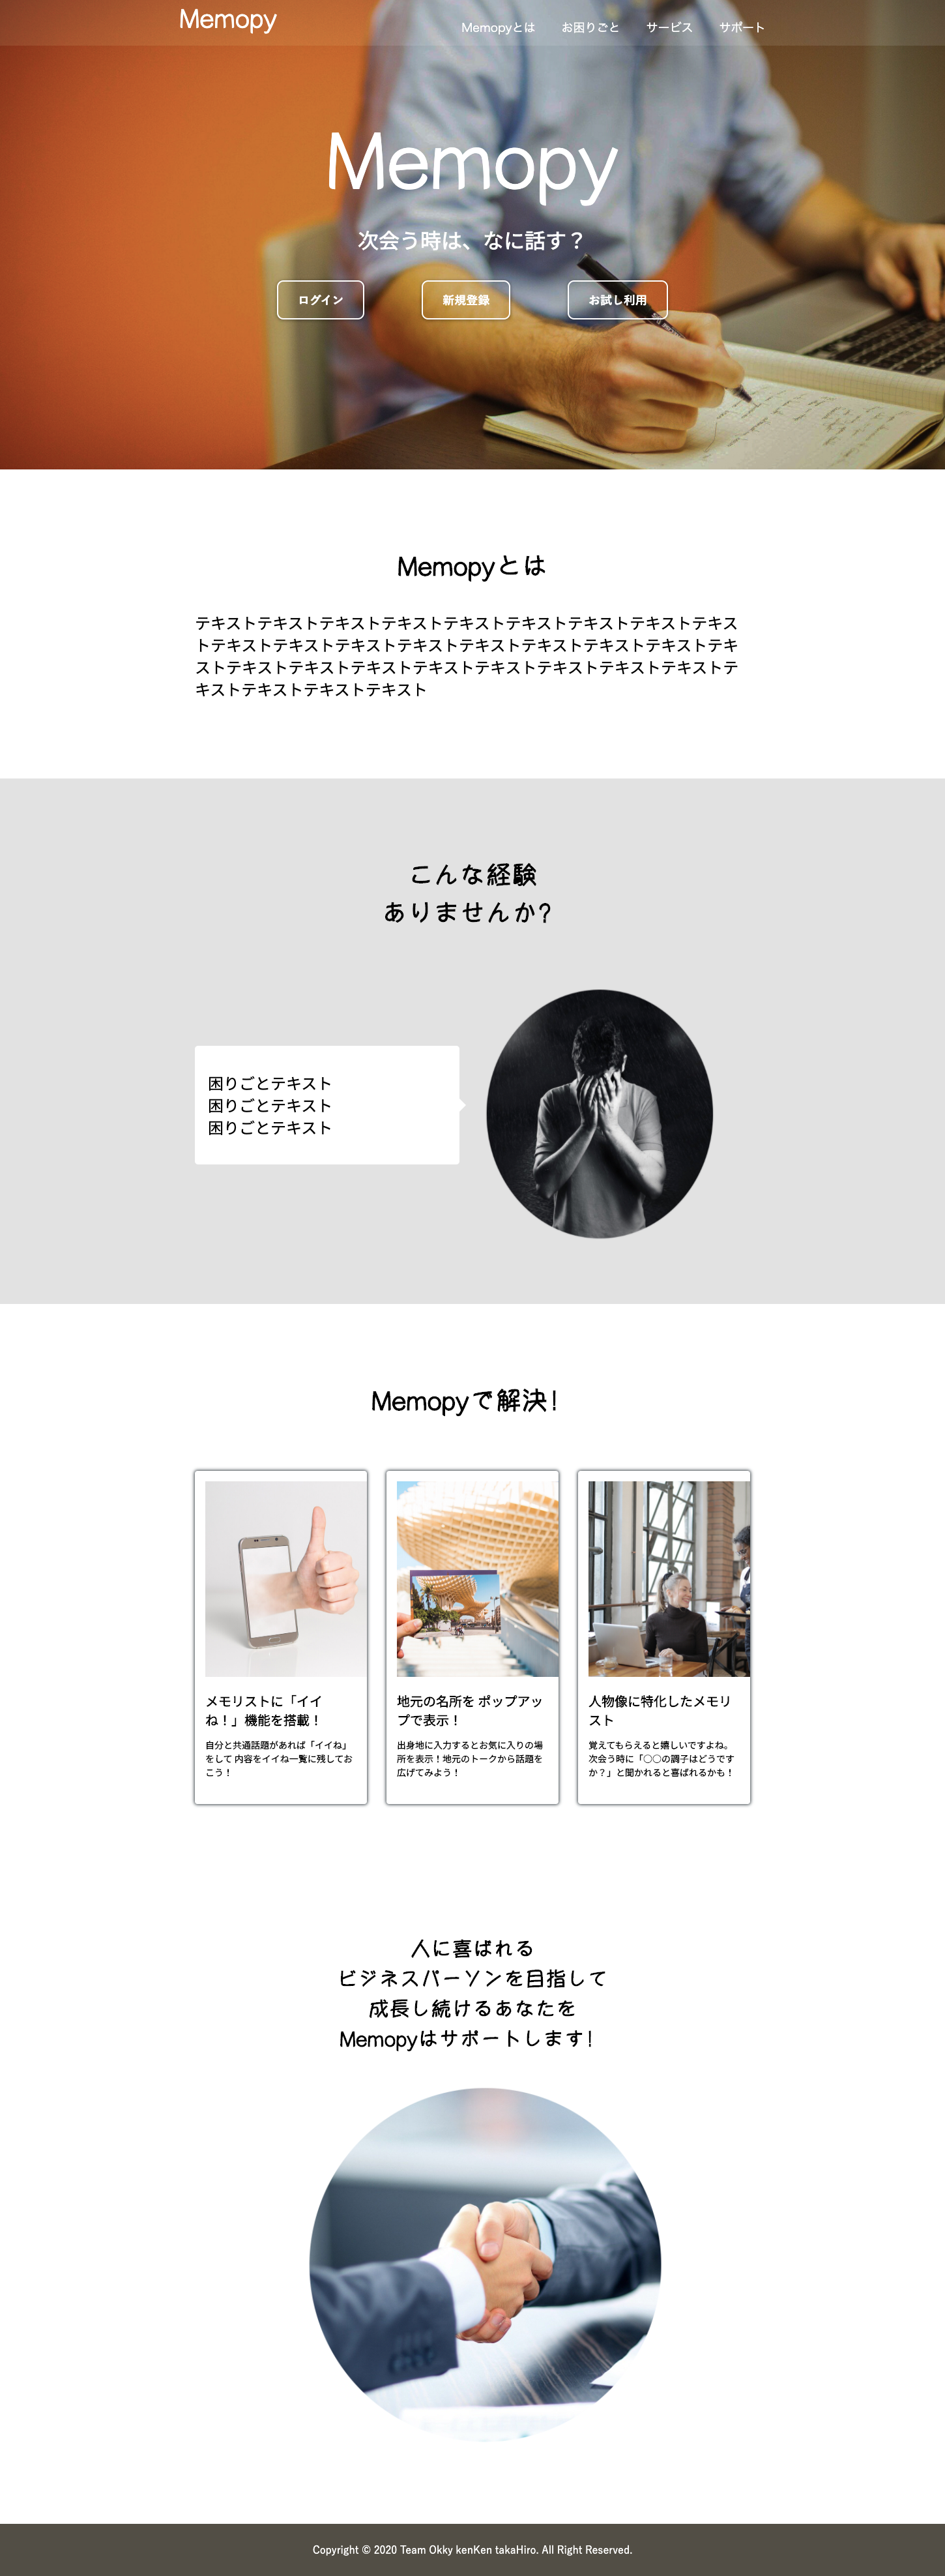 Memopy
Memopyとは
お困りごと
サービス
サポート
Memopy
次会う時は、なに話す？
ログイン
新規登録
お試し利用
Memopyとは
テキストテキストテキストテキストテキストテキストテキストテキストテキス
トテキストテキストテキストテキストテキストテキストテキストテキストテキ
ストテキストテキストテキストテキストテキストテキストテキストテキストテ
キストテキストテキストテキスト
こんな経験
ありませんか?
困りごとテキスト
困りごとテキスト
困りごとテキスト
Memopyで解決!
メモリストに「イイ
ね！」機能を搭載！
自分と共通話題があれば「イイね」
をして 内容をイイね一覧に残してお
こう！
地元の名所を ポップアッ
プで表示！
出身地に入力するとお気に入りの場
所を表示！地元のトークから話題を
広げてみよう！
人物像に特化したメモリ
スト
覚えてもらえると嬉しいですよね。
次会う時に「〇〇の調子はどうです
か？」と聞かれると喜ばれるかも！
人に喜ばれる
ビジネスパーソンを目指して
成長し続けるあなたを
Memopyはサポートします!
Copyright © 2020 Team Okky kenKen takaHiro. All Right Reserved.